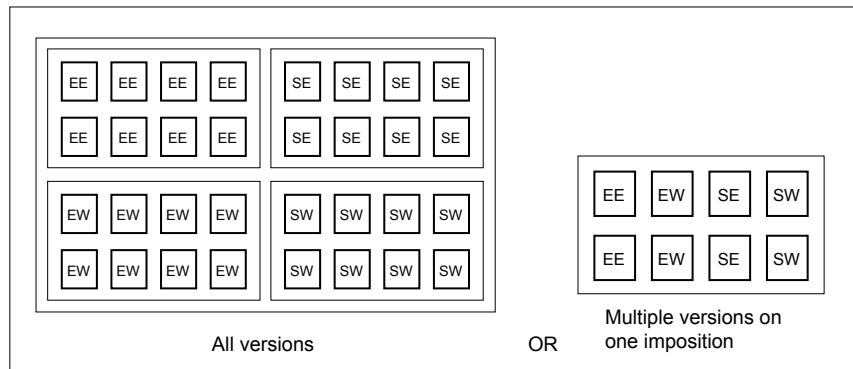 EE EE EE EE SE SE SE SE
EE EE EE EE SE SE SE SE
EW EW EW EW SW SW SW SW
EW EW EW EW SW SW SW SW
All versions
OR
EE EW SE SW
EE EW SE SW
Multiple versions on
one imposition